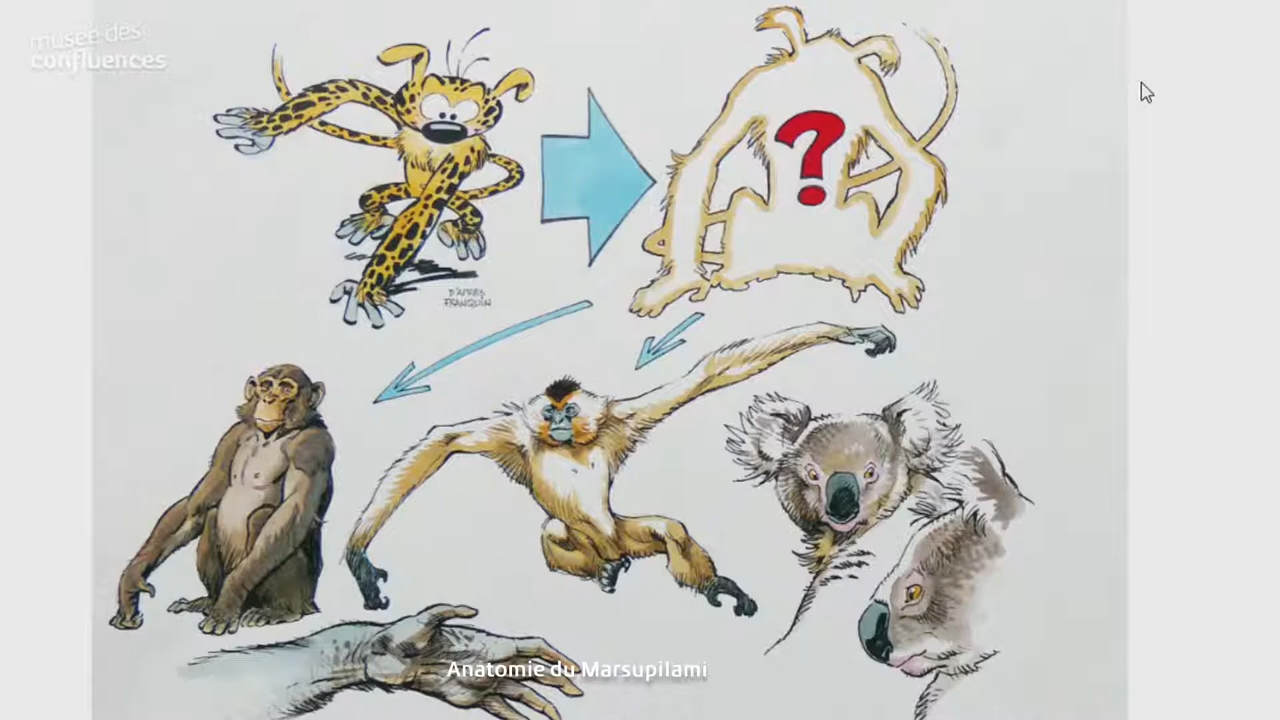 musée des
confluences
?
D'APRÈS
FRANQUIN
Anatomie du Marsupilami